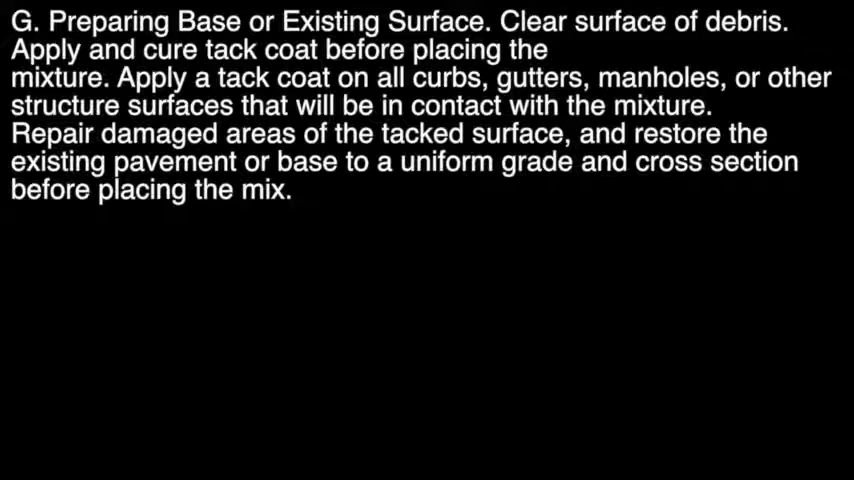 G. Preparing Base or Existing Surface. Clear surface of debris.
Apply and cure tack coat before placing the
mixture. Apply a tack coat on all curbs, gutters, manholes, or other
structure surfaces that will be in contact with the mixture.
Repair damaged areas of the tacked surface, and restore the
existing pavement or base to a uniform grade and cross section
before placing the mix.